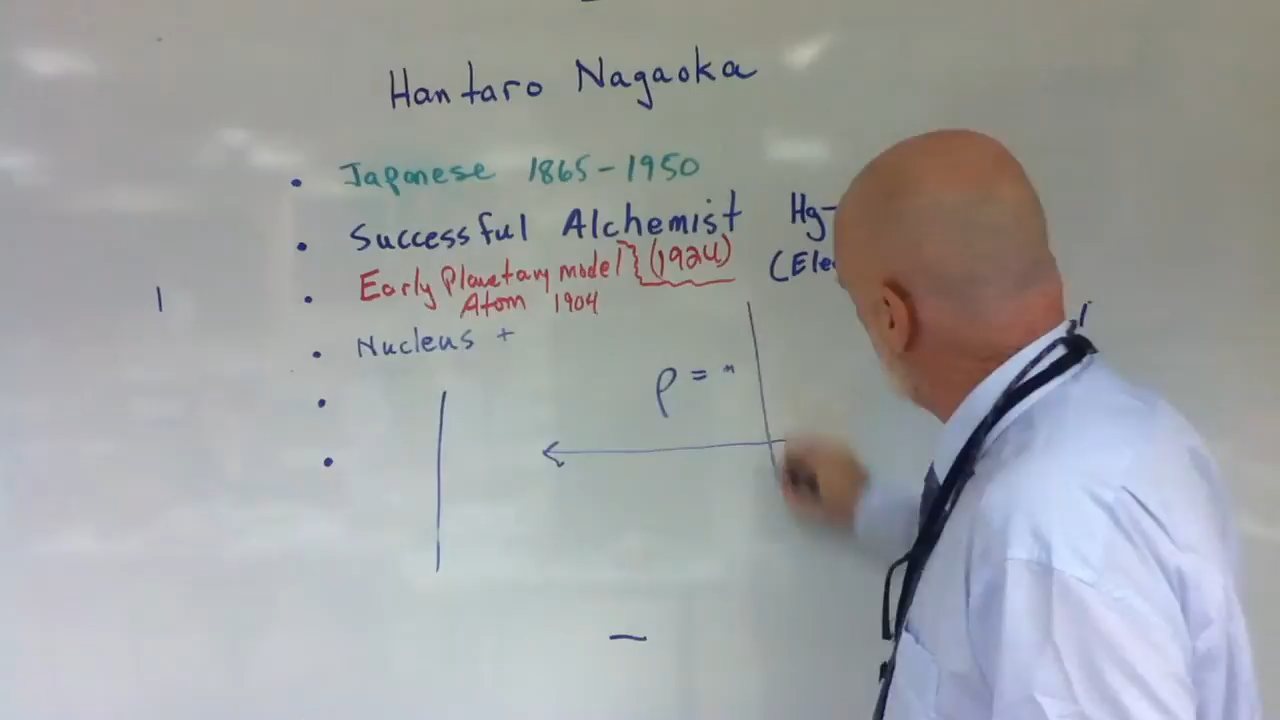 Hantaro Nagaoka
• Japanese 1865-1950
• Successful Alchemist Hg-
• Early Planetary model} (1924) (Ele
Atom 1904
• Nucleus +
ρ =